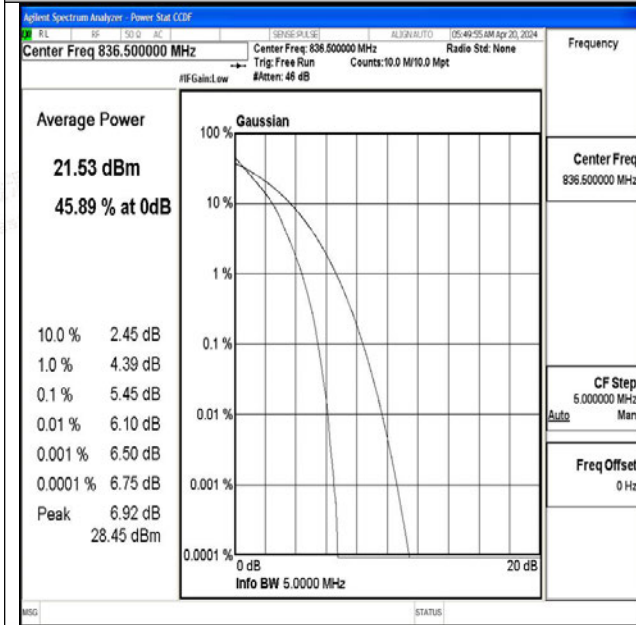 Agilent Spectrum Analyzer - Power Stat CCDF
RL RF 50 Ω AC SENSE:PULSE ALIGNAUTO 05:49:55 AM Apr 20, 2024
Center Freq 836.500000 MHz
Center Freq: 836.500000 MHz Radio Std: None
Trig: Free Run Counts:10.0 M/10.0 Mpt
#IFGain:Low #Atten: 46 dB
Frequency
Average Power
21.53 dBm
45.89 % at 0dB
10.0 % 2.45 dB
1.0 % 4.39 dB
0.1 % 5.45 dB
0.01 % 6.10 dB
0.001 % 6.50 dB
0.0001 % 6.75 dB
Peak 6.92 dB
28.45 dBm
Gaussian
100 %
10 %
1 %
0.1 %
0.01 %
0.001 %
0.0001 %
0 dB 20 dB
Info BW 5.0000 MHz
Center Freq
836.500000 MHz
CF Step
5.000000 MHz
Auto Man
Freq Offset
0 Hz
MSG STATUS